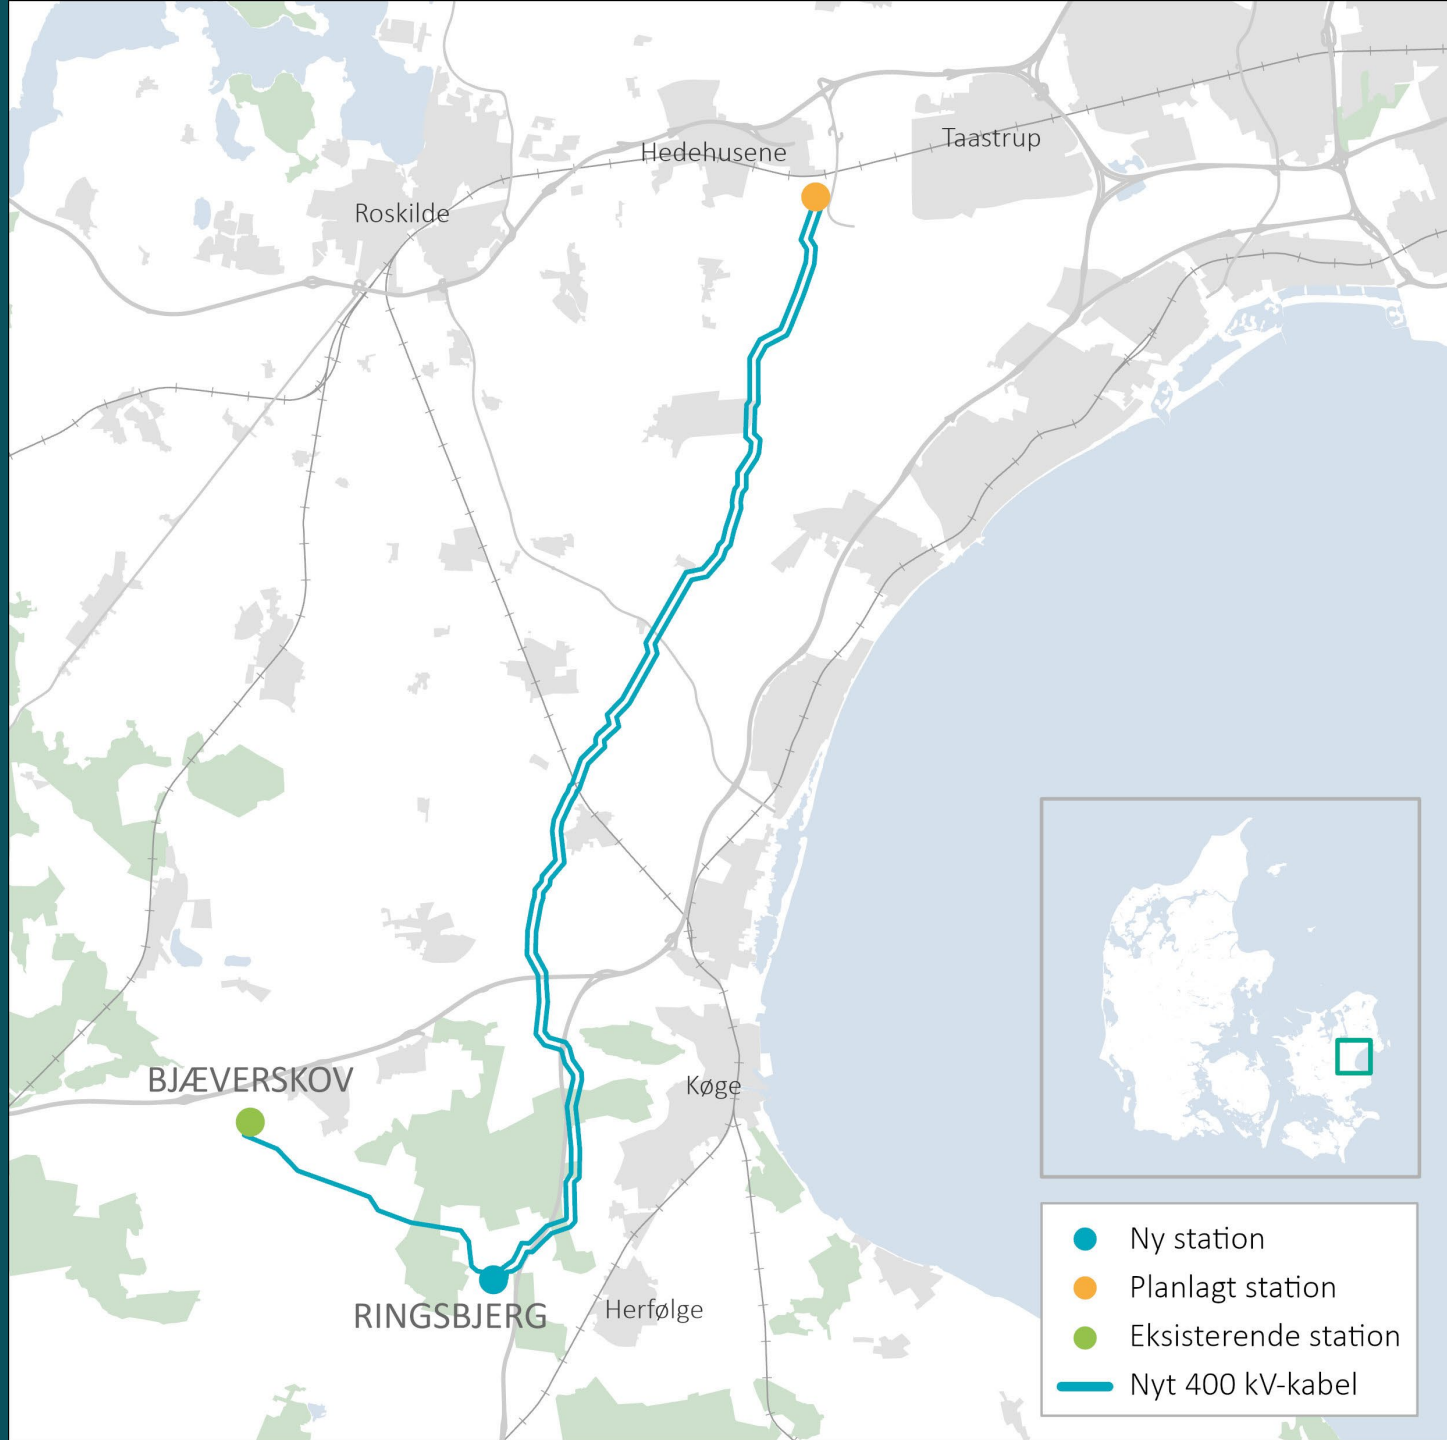 Taastrup
Hedehusene
Roskilde
BJÆVERSKOV
Køge
RINGSBJERG
Herfølge
Ny station
Planlagt station
Eksisterende station
Nyt 400 kV-kabel